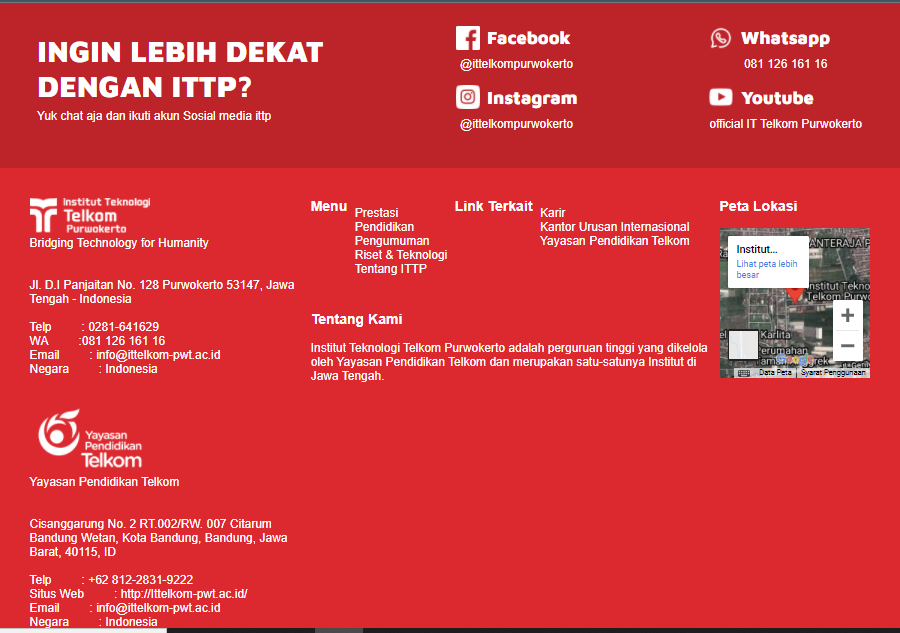 INGIN LEBIH DEKAT
DENGAN ITTP?
Yuk chat aja dan ikuti akun Sosial media ittp
Facebook
@ittelkompurwokerto
Instagram
@ittelkompurwokerto
Whatsapp
081 126 161 16
Youtube
official IT Telkom Purwokerto
Institut Teknologi
Telkom
Purwokerto
Bridging Technology for Humanity
Jl. D.I Panjaitan No. 128 Purwokerto 53147, Jawa
Tengah - Indonesia
Telp : 0281-641629
WA :081 126 161 16
Email : info@ittelkom-pwt.ac.id
Negara : Indonesia
Yayasan
Pendidikan
Telkom
Yayasan Pendidikan Telkom
Cisanggarung No. 2 RT.002/RW. 007 Citarum
Bandung Wetan, Kota Bandung, Bandung, Jawa
Barat, 40115, ID
Telp : +62 812-2831-9222
Situs Web : http://Ittelkom-pwt.ac.id/
Email : info@ittelkom-pwt.ac.id
Negara : Indonesia
Menu
Prestasi
Pendidikan
Pengumuman
Riset & Teknologi
Tentang ITTP
Link Terkait
Karir
Kantor Urusan Internasional
Yayasan Pendidikan Telkom
Tentang Kami
Institut Teknologi Telkom Purwokerto adalah perguruan tinggi yang dikelola
oleh Yayasan Pendidikan Telkom dan merupakan satu-satunya Institut di
Jawa Tengah.
Peta Lokasi
Institut...
Lihat peta lebih
besar
ANTERAJA P
nstitut Tekno
Telkom Purwo
Karlita
Perumahan
Data Peta
Syarat Penggunaan